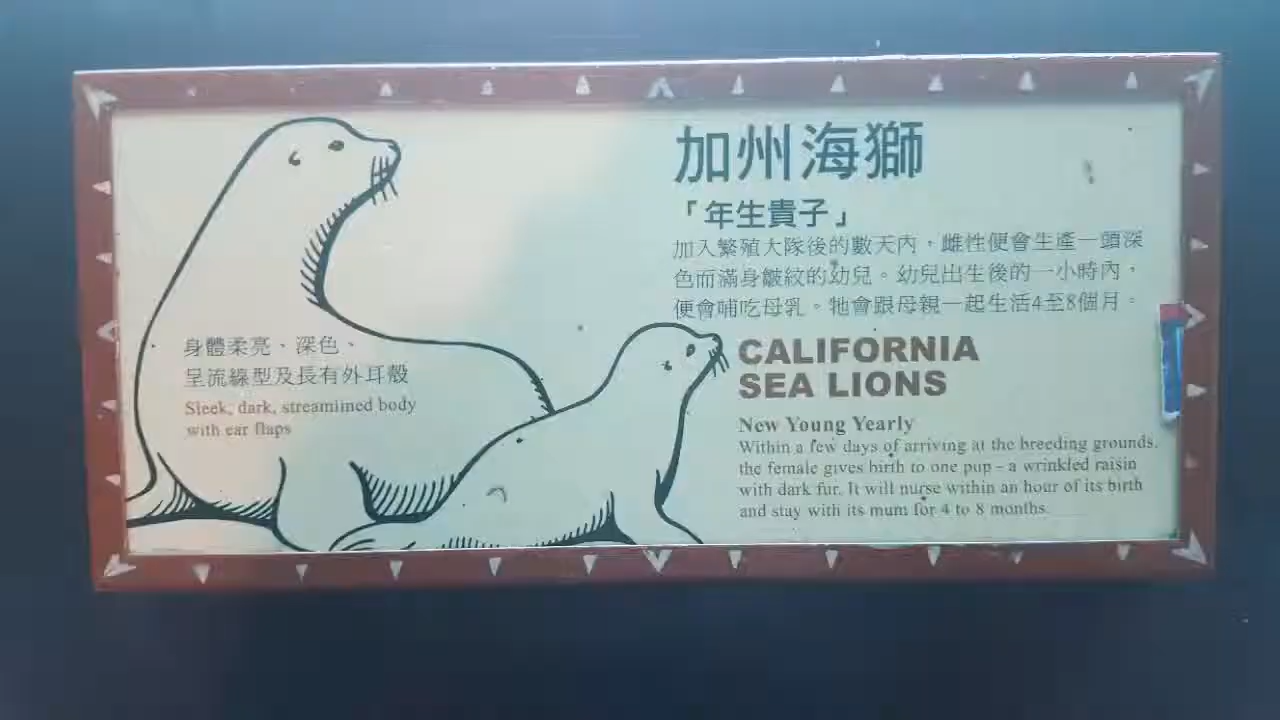 加州海獅
「年生貴子」
加入繁殖大隊後的數天內，雌性便會生產一頭深
色而滿身皺紋的幼兒。幼兒出生後的一小時內，
便會哺吃母乳。牠會跟母親一起生活4至8個月。
身體柔亮、深色、
呈流線型及長有外耳殼
Sleek, dark, streamlined body
with ear flaps
CALIFORNIA
SEA LIONS
New Young Yearly
Within a few days of arriving at the breeding grounds,
the female gives birth to one pup - a wrinkled raisin
with dark fur. It will nurse within an hour of its birth
and stay with its mum for 4 to 8 months.